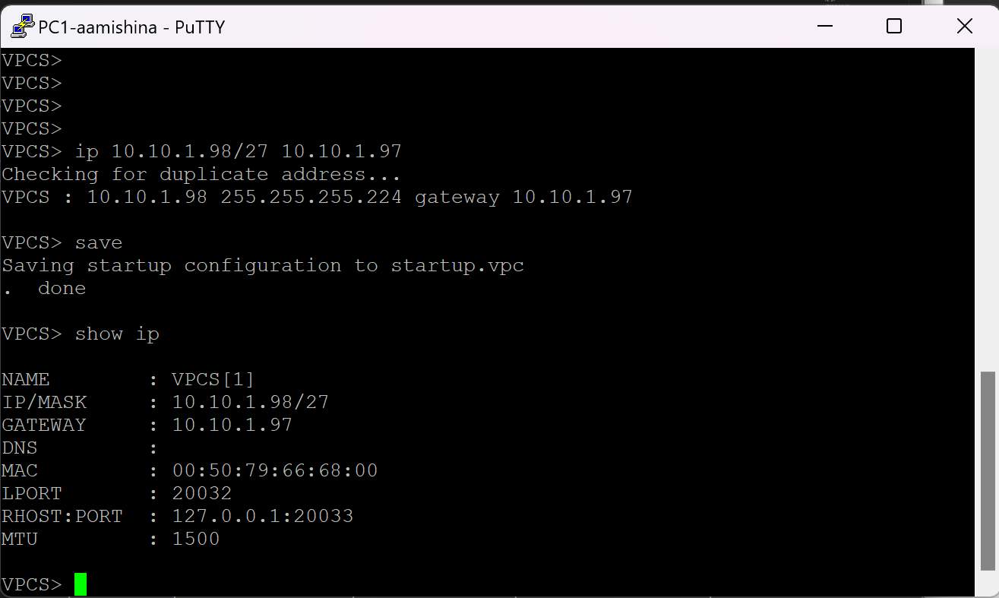 PC1-aamishina - PuTTY
VPCS>
VPCS>
VPCS>
VPCS>
VPCS> ip 10.10.1.98/27 10.10.1.97
Checking for duplicate address...
VPCS : 10.10.1.98 255.255.255.224 gateway 10.10.1.97
VPCS> save
Saving startup configuration to startup.vpc
.  done
VPCS> show ip
NAME        : VPCS[1]
IP/MASK     : 10.10.1.98/27
GATEWAY     : 10.10.1.97
DNS         :
MAC         : 00:50:79:66:68:00
LPORT       : 20032
RHOST:PORT  : 127.0.0.1:20033
MTU         : 1500
VPCS>